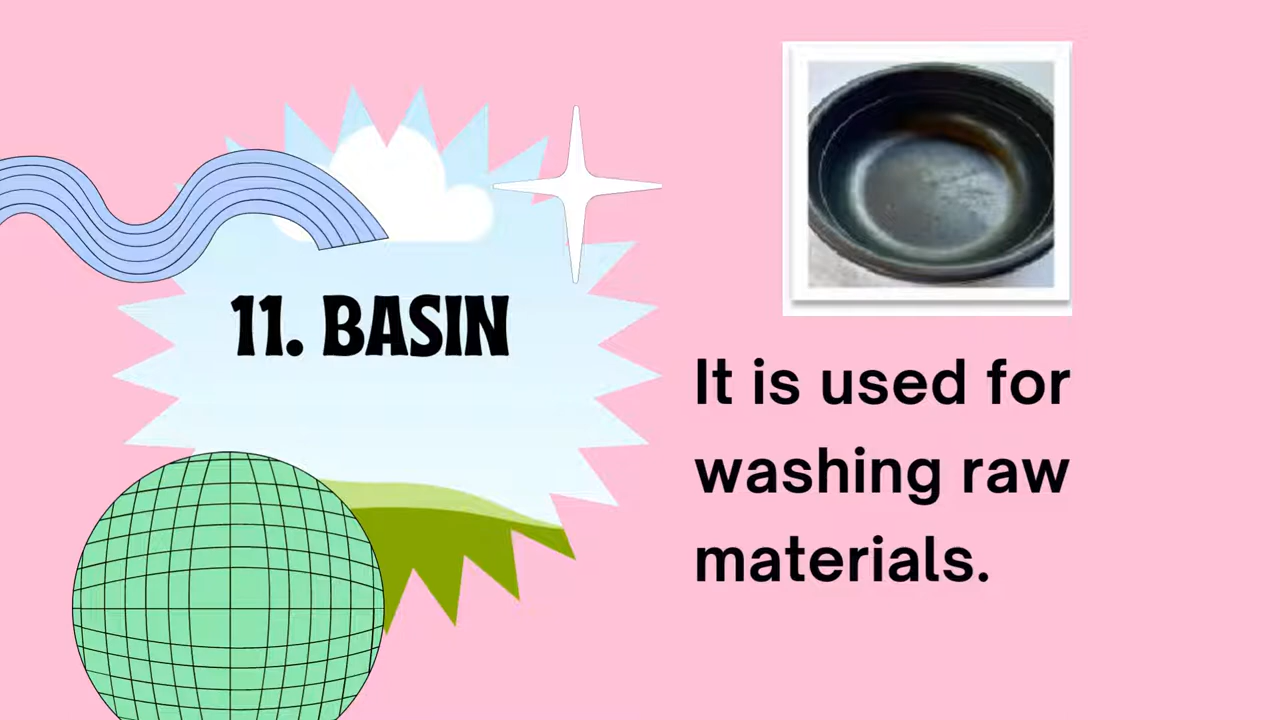 11. BASIN
It is used for
washing raw
materials.